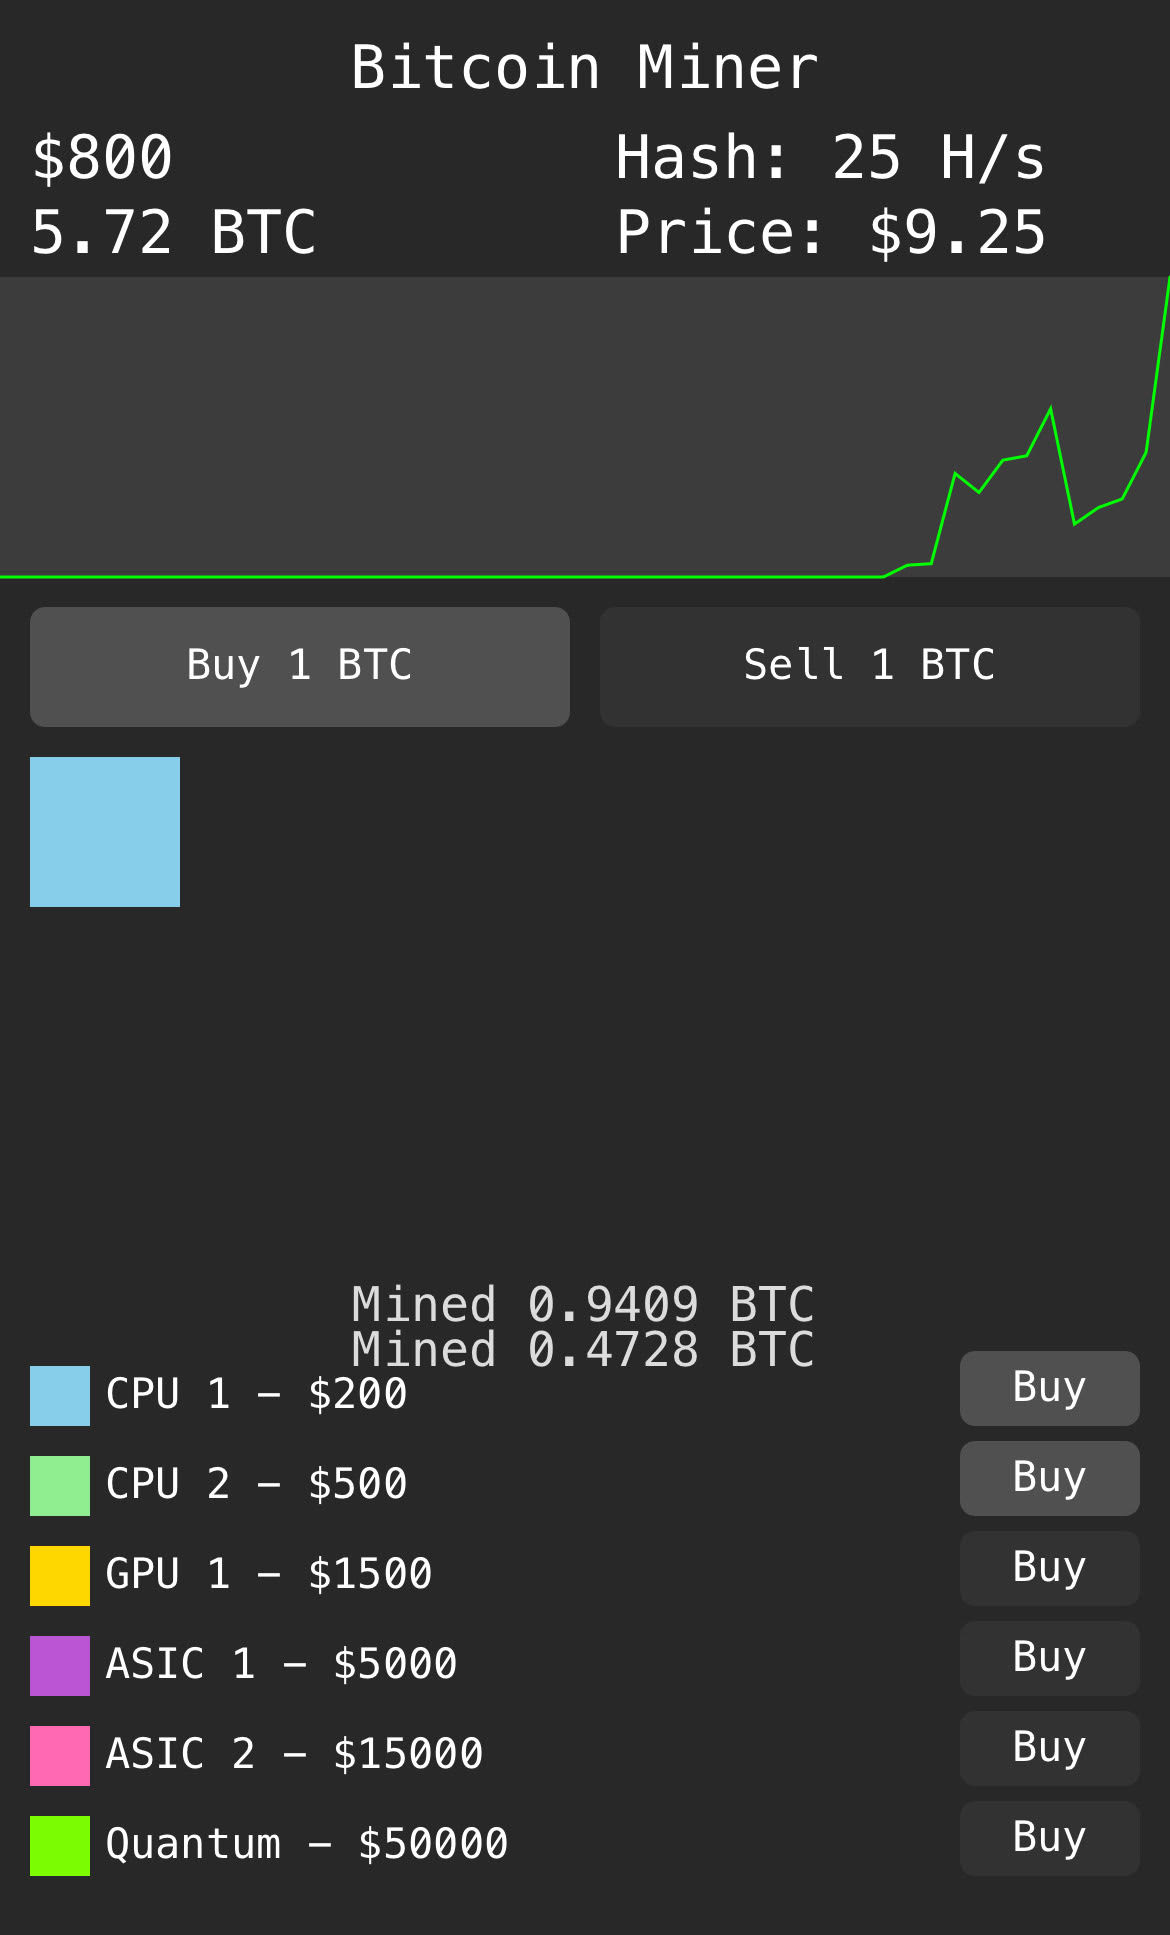 Bitcoin Miner
$800 Hash: 25 H/s
5.72 BTC Price: $9.25
Buy 1 BTC Sell 1 BTC
Mined 0.9409 BTC
Mined 0.4728 BTC
CPU 1 – $200 Buy
CPU 2 – $500 Buy
GPU 1 – $1500 Buy
ASIC 1 – $5000 Buy
ASIC 2 – $15000 Buy
Quantum – $50000 Buy